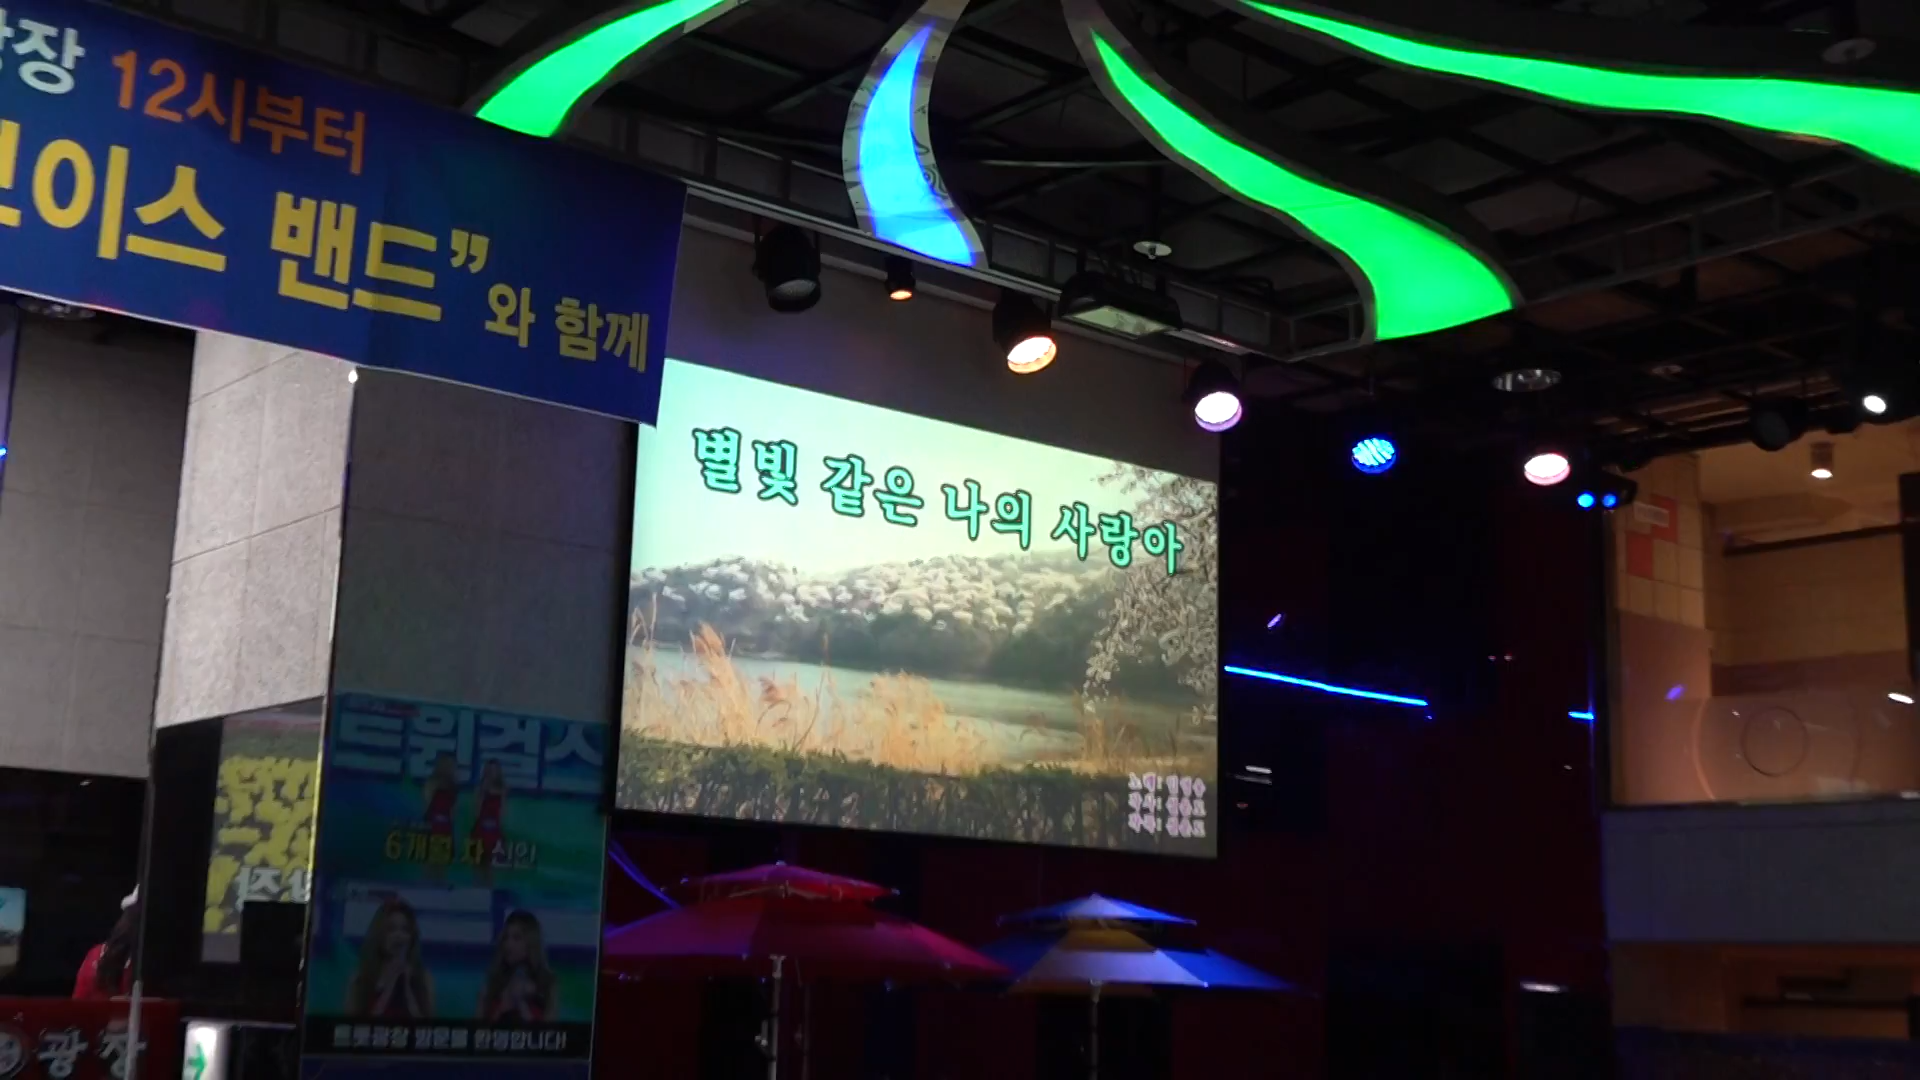 광장 12시부터
보이스 밴드"와 함께
별빛 같은 나의 사랑아
트윈걸스
6개월 차 신인
트롯광장 방문을 환영합니다!
광장